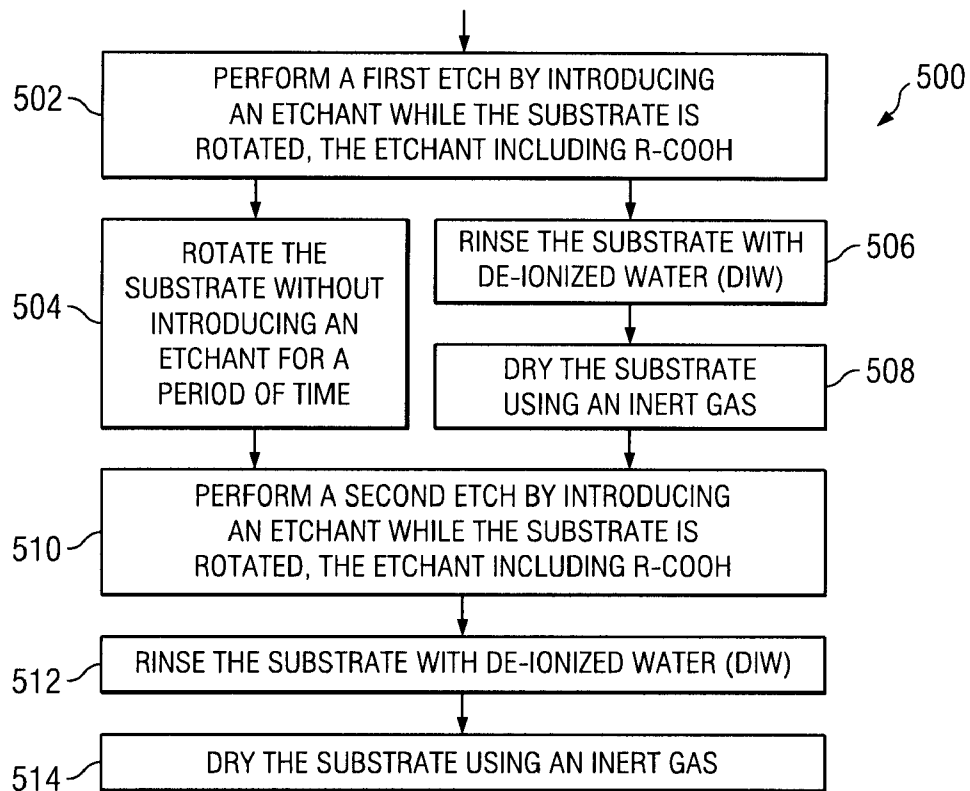 502
PERFORM A FIRST ETCH BY INTRODUCING
AN ETCHANT WHILE THE SUBSTRATE IS
ROTATED, THE ETCHANT INCLUDING R-COOH
500
504
ROTATE THE
SUBSTRATE WITHOUT
INTRODUCING AN
ETCHANT FOR A
PERIOD OF TIME
RINSE THE SUBSTRATE WITH
DE-IONIZED WATER (DIW)
506
DRY THE SUBSTRATE
USING AN INERT GAS
508
510
PERFORM A SECOND ETCH BY INTRODUCING
AN ETCHANT WHILE THE SUBSTRATE IS
ROTATED, THE ETCHANT INCLUDING R-COOH
512
RINSE THE SUBSTRATE WITH DE-IONIZED WATER (DIW)
514
DRY THE SUBSTRATE USING AN INERT GAS